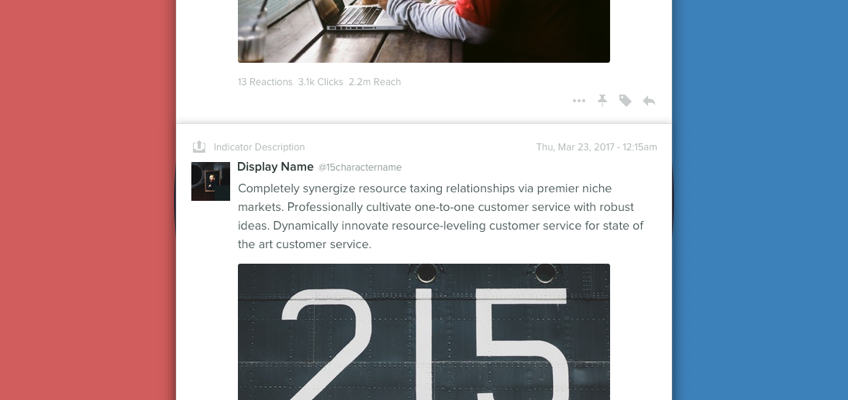 13 Reactions 3.1k Clicks 2.2m Reach
Indicator Description
Thu, Mar 23, 2017 - 12:15am
Display Name @15charactername
Completely synergize resource taxing relationships via premier niche
markets. Professionally cultivate one-to-one customer service with robust
ideas. Dynamically innovate resource-leveling customer service for state of
the art customer service.
215